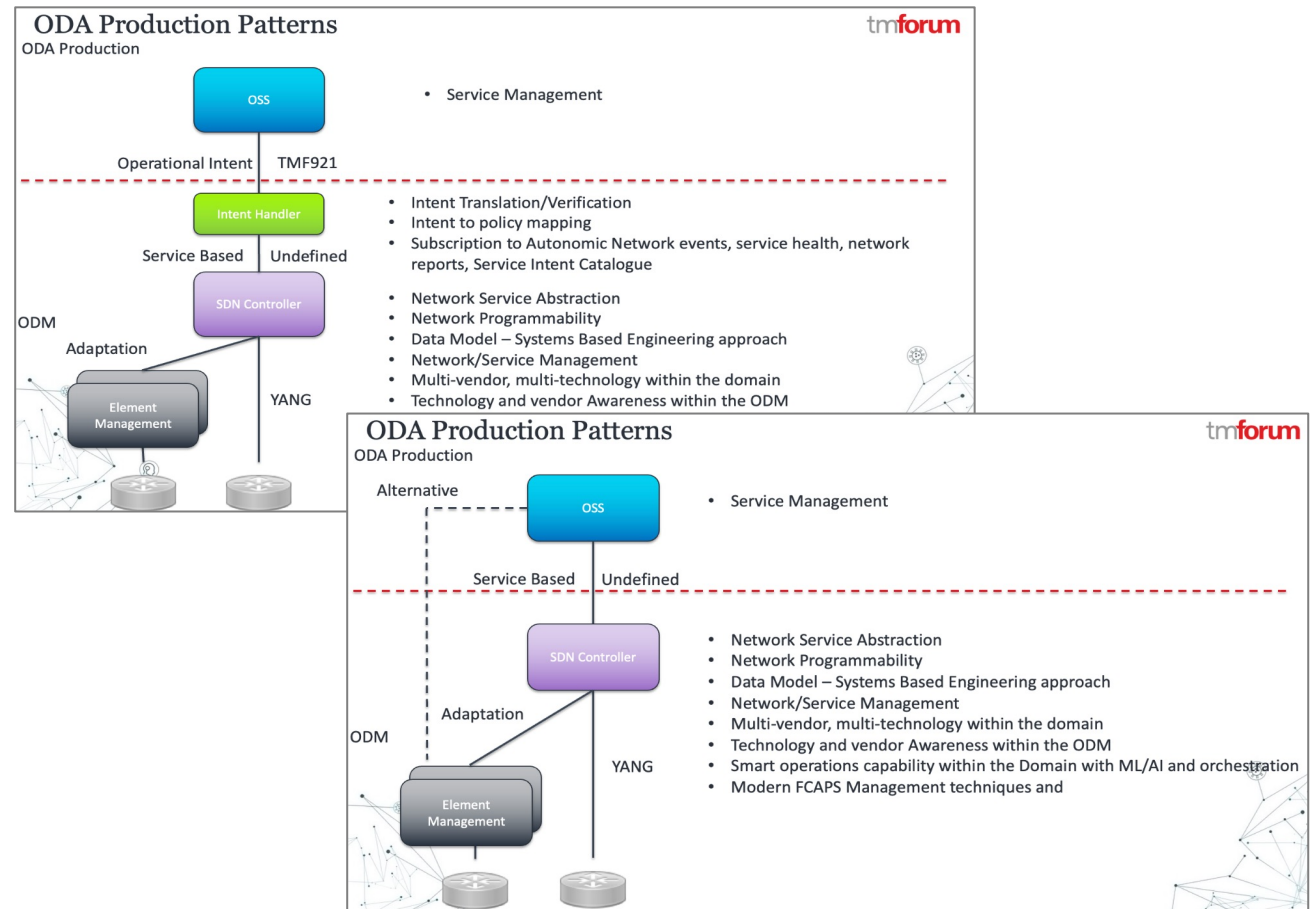 ODA Production Patterns
tmforum
ODA Production
OSS
• Service Management
Operational Intent
TMF921
Intent Handler
• Intent Translation/Verification
• Intent to policy mapping
• Subscription to Autonomic Network events, service health, network
reports, Service Intent Catalogue
Service Based
Undefined
SDN Controller
• Network Service Abstraction
• Network Programmability
• Data Model – Systems Based Engineering approach
• Network/Service Management
• Multi-vendor, multi-technology within the domain
• Technology and vendor Awareness within the ODM
ODM
Adaptation
Element
Management
YANG
ODA Production Patterns
tmforum
ODA Production
Alternative
OSS
• Service Management
Service Based
Undefined
SDN Controller
• Network Service Abstraction
• Network Programmability
• Data Model – Systems Based Engineering approach
• Network/Service Management
• Multi-vendor, multi-technology within the domain
• Technology and vendor Awareness within the ODM
• Smart operations capability within the Domain with ML/AI and orchestration
• Modern FCAPS Management techniques and
Adaptation
ODM
YANG
Element
Management